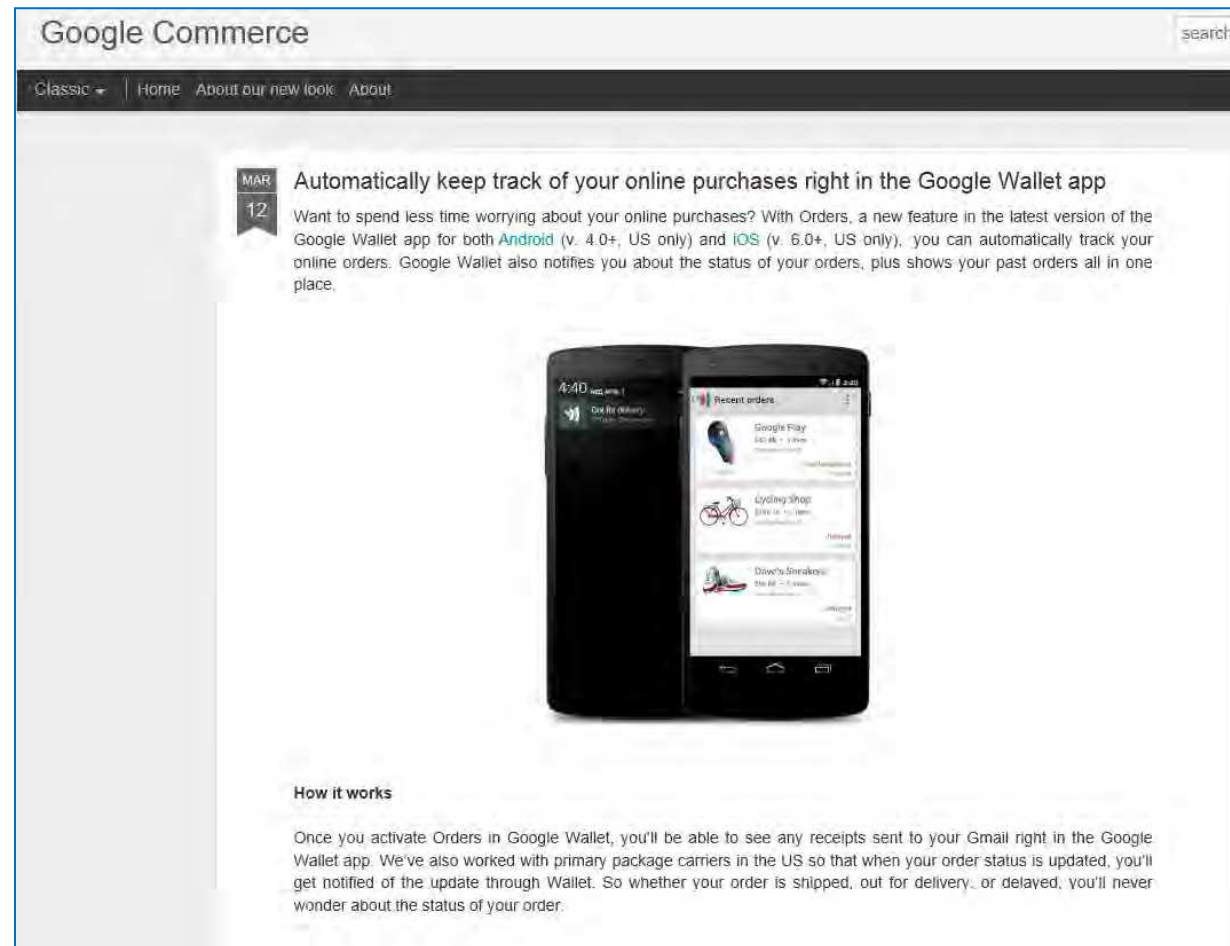 Google Commerce
search
Classic
Home About our new look About
MAR
12
Automatically keep track of your online purchases right in the Google Wallet app
Want to spend less time worrying about your online purchases? With Orders, a new feature in the latest version of the
Google Wallet app for both Android (v. 4.0+, US only) and iOS (v. 6.0+, US only), you can automatically track your
online orders. Google Wallet also notifies you about the status of your orders, plus shows your past orders all in one
place.
4:40
Out for delivery
Recent orders
Google Play
Cycling Shop
Dave's Sneakers
How it works
Once you activate Orders in Google Wallet, you'll be able to see any receipts sent to your Gmail right in the Google
Wallet app. We've also worked with primary package carriers in the US so that when your order status is updated, you'll
get notified of the update through Wallet. So whether your order is shipped, out for delivery, or delayed, you'll never
wonder about the status of your order.